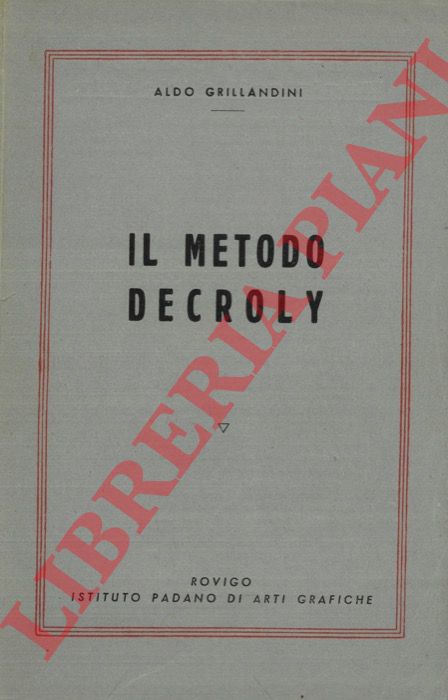 ALDO GRILLANDINI
IL METODO
DECROLY
ROVIGO
ISTITUTO PADANO DI ARTI GRAFICHE
LIBRERIA PIANI